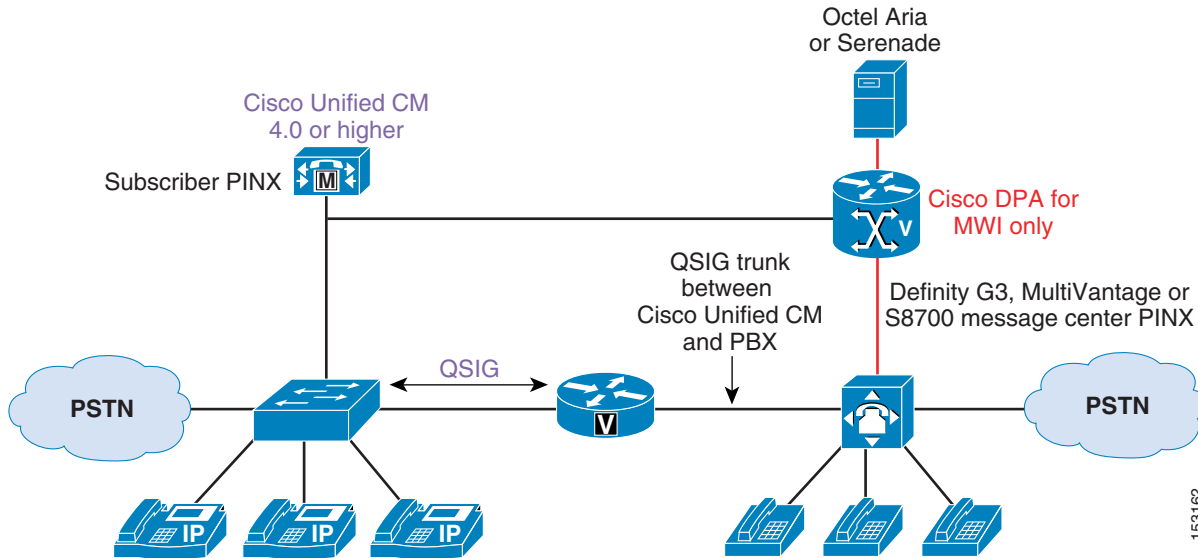 Octel Aria
or Serenade
Cisco Unified CM
4.0 or higher
Subscriber PINX
M
V
Cisco DPA for
MWI only
QSIG trunk
between
Cisco Unified CM
and PBX
Definity G3, MultiVantage or
S8700 message center PINX
QSIG
PSTN
V
PSTN
IP
IP
IP
153162